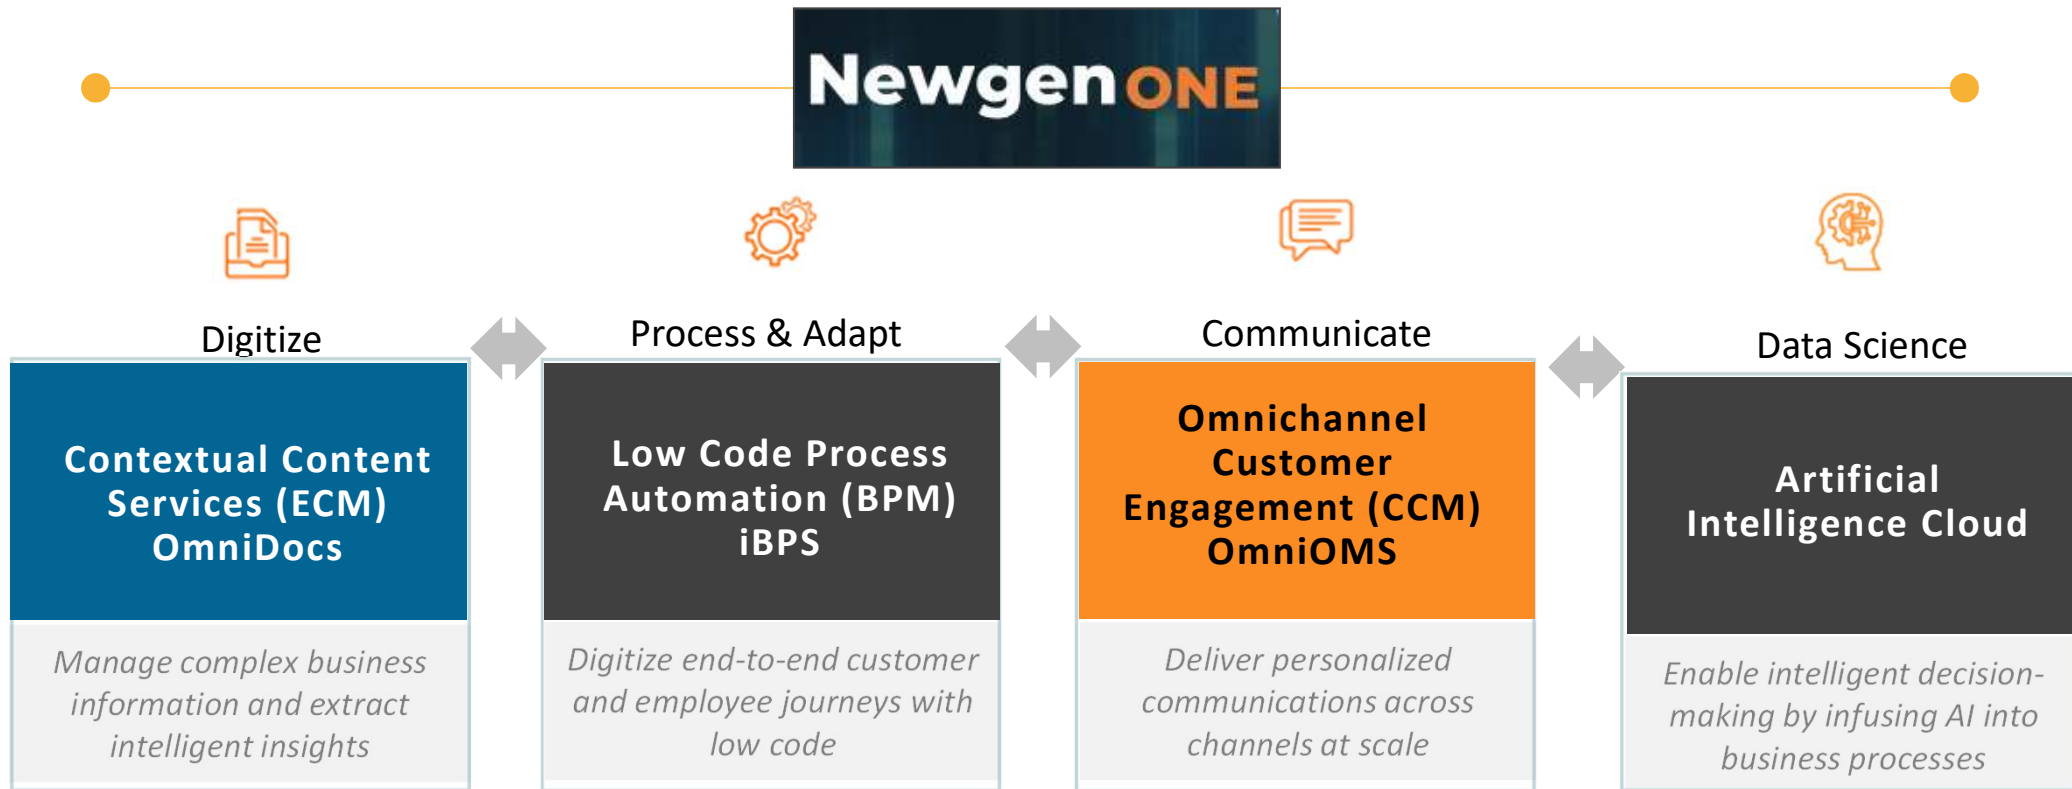 Newgen ONE
Digitize
Contextual Content
Services (ECM)
OmniDocs
Manage complex business
information and extract
intelligent insights
Process & Adapt
Low Code Process
Automation (BPM)
iBPS
Digitize end-to-end customer
and employee journeys with
low code
Communicate
Omnichannel
Customer
Engagement (CCM)
OmniOMS
Deliver personalized
communications across
channels at scale
Data Science
Artificial
Intelligence Cloud
Enable intelligent decision-
making by infusing AI into
business processes